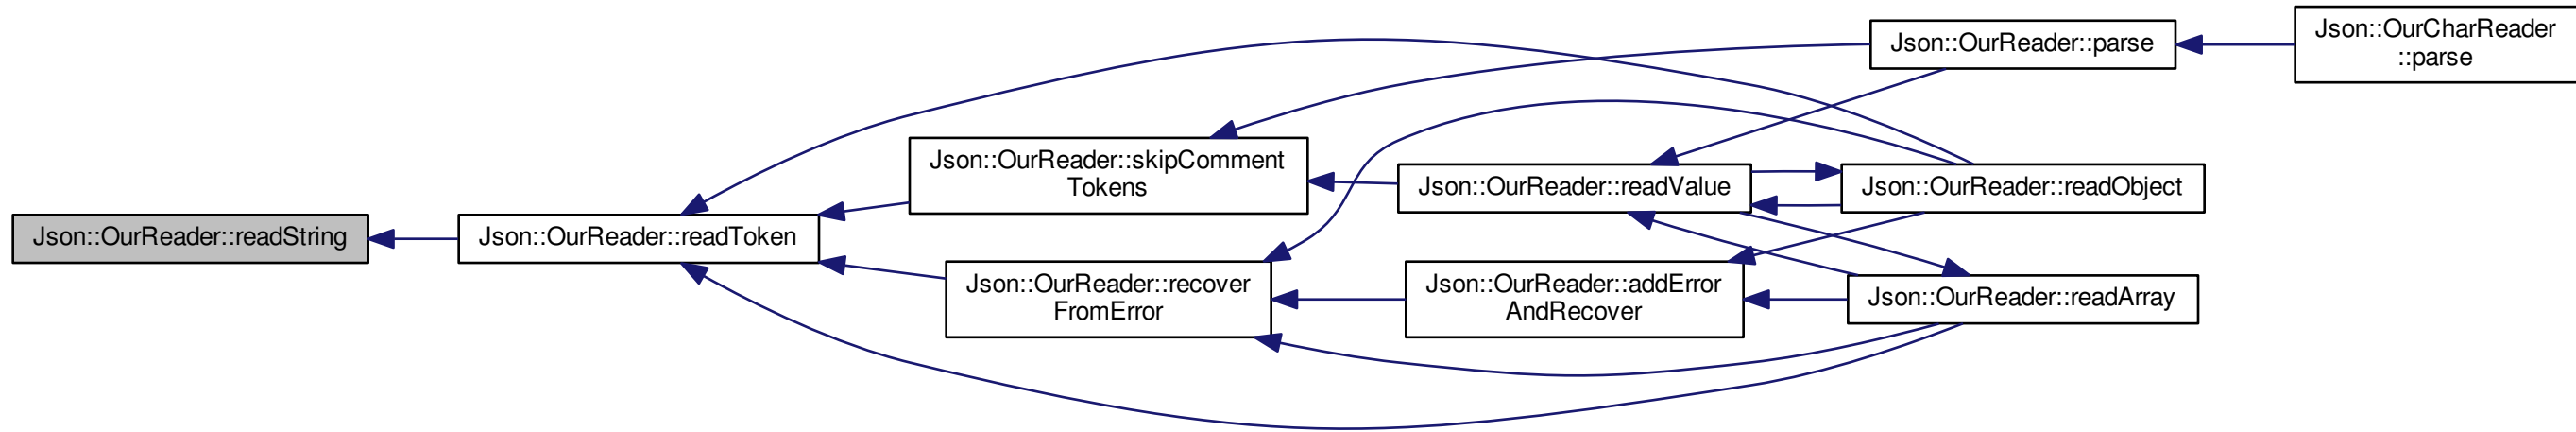 Json::OurReader::readString
Json::OurReader::readToken
Json::OurReader::skipComment
Tokens
Json::OurReader::recover
FromError
Json::OurReader::readValue
Json::OurReader::addError
AndRecover
Json::OurReader::parse
Json::OurReader::readObject
Json::OurReader::readArray
Json::OurCharReader
::parse